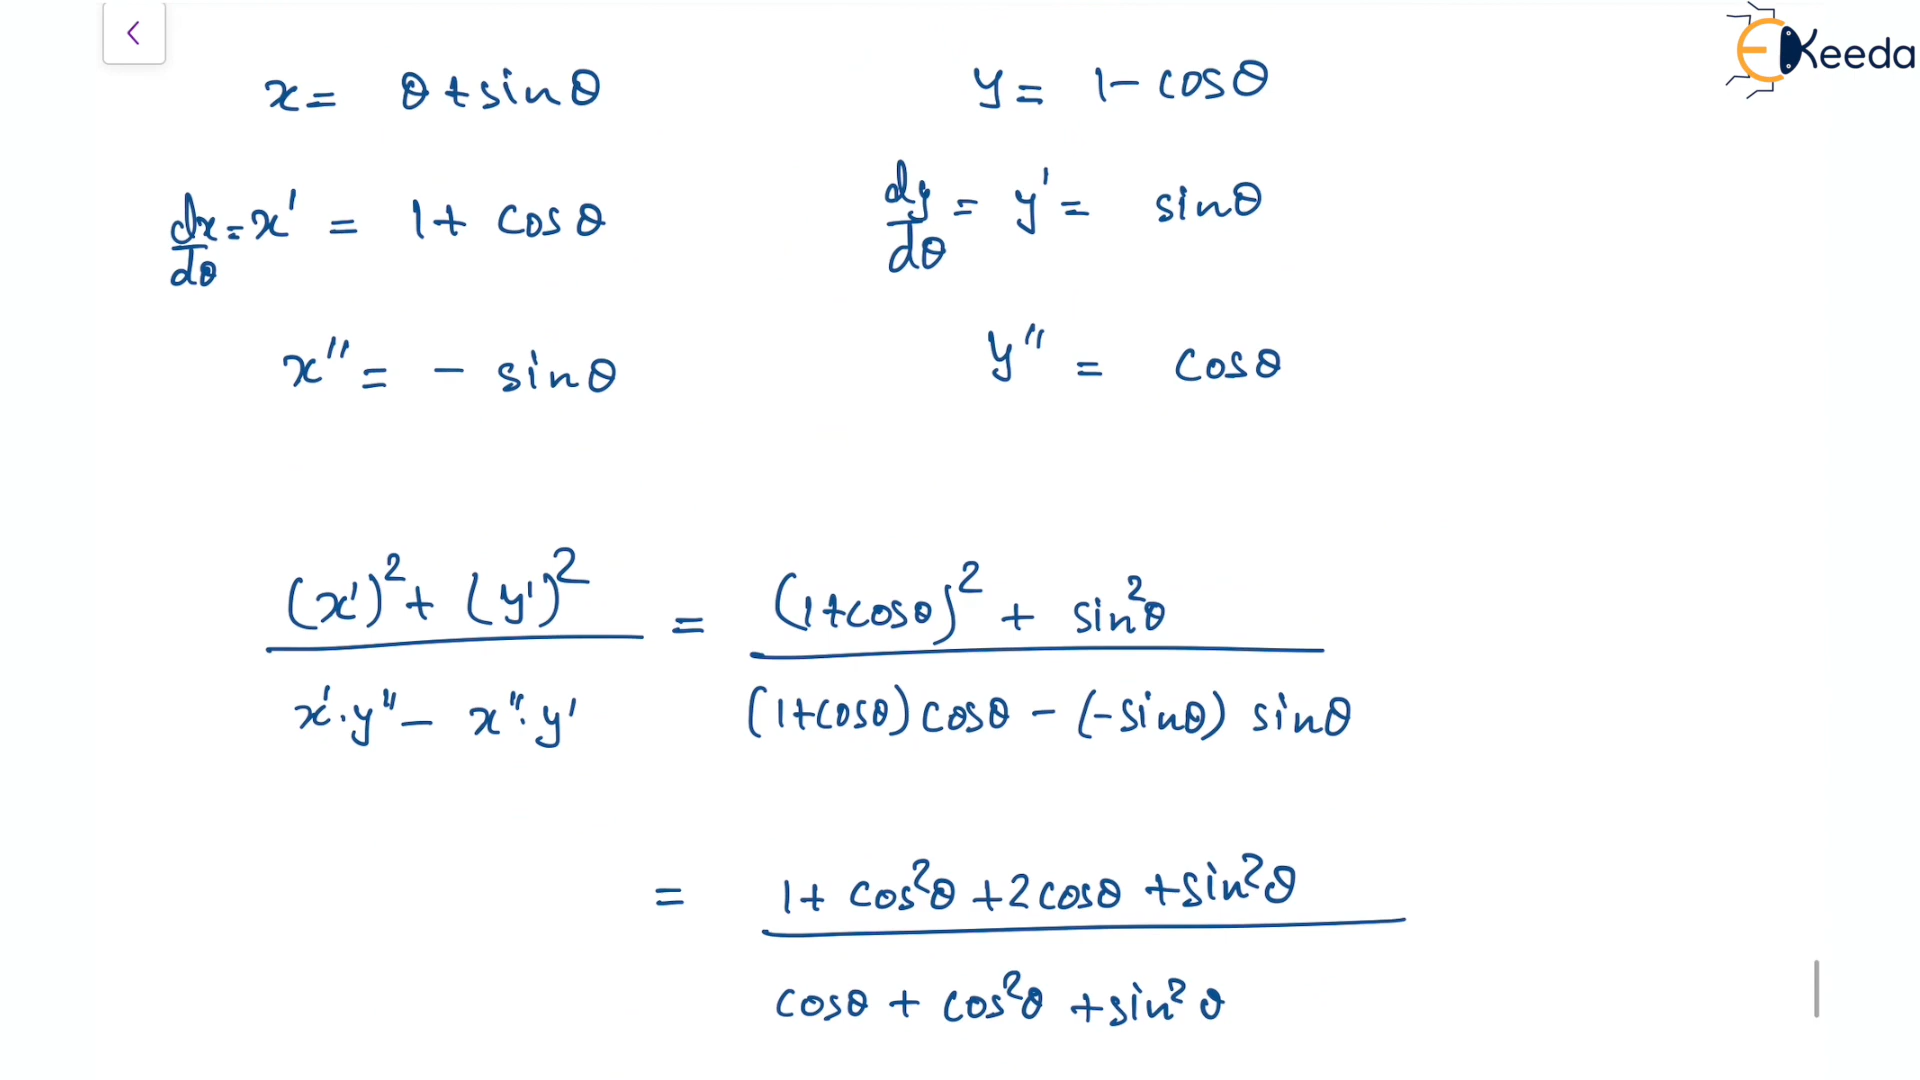 <
EKeeda
x = θ + sinθ
y = 1 - cosθ
dx/dθ = x' = 1 + cosθ
dy/dθ = y' = sinθ
x'' = - sinθ
y'' = cosθ
(x')² + (y')² / x'·y'' - x''·y' = (1+cosθ)² + sin²θ / (1+cosθ) cosθ - (-sinθ) sinθ
= 1 + cos²θ + 2cosθ + sin²θ / cosθ + cos²θ + sin²θ